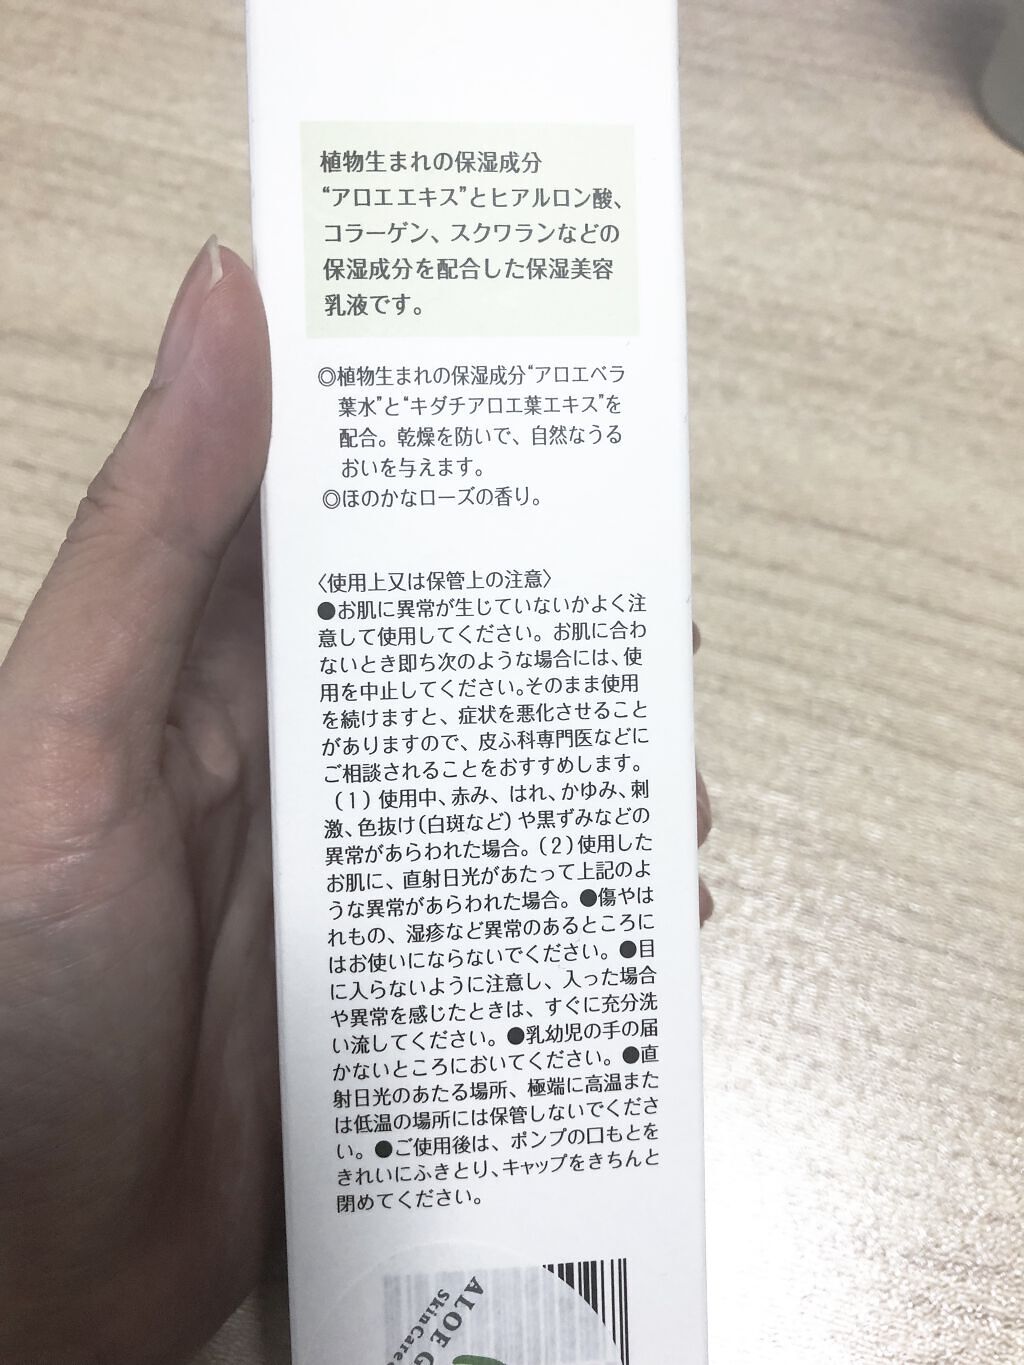 植物生まれの保湿成分
“アロエエキス”とヒアルロン酸、
コラーゲン、スクワランなどの
保湿成分を配合した保湿美容
乳液です。
◎植物生まれの保湿成分“アロエベラ
葉水”と“キダチアロエ葉エキス”を
配合。乾燥を防いで、自然なうる
おいを与えます。
◎ほのかなローズの香り。
〈使用上又は保管上の注意〉
●お肌に異常が生じていないかよく注
意して使用してください。お肌に合わ
ないとき即ち次のような場合には、使
用を中止してください。そのまま使用
を続けますと、症状を悪化させること
がありますので、皮ふ科専門医などに
ご相談されることをおすすめします。
(1)使用中、赤み、はれ、かゆみ、刺
激、色抜け(白斑など)や黒ずみなどの
異常があらわれた場合。(2)使用した
お肌に、直射日光があたって上記のよ
うな異常があらわれた場合。●傷やは
れもの、湿疹など異常のあるところに
はお使いにならないでください。●目
に入らないように注意し、入った場合
や異常を感じたときは、すぐに充分洗
い流してください。●乳幼児の手の届
かないところにおいてください。●直
射日光のあたる場所、極端に高温また
は低温の場所には保管しないでくださ
い。●ご使用後は、ポンプの口もとを
きれいにふきとり、キャップをきちんと
閉めてください。
ALOE G
SkinCare